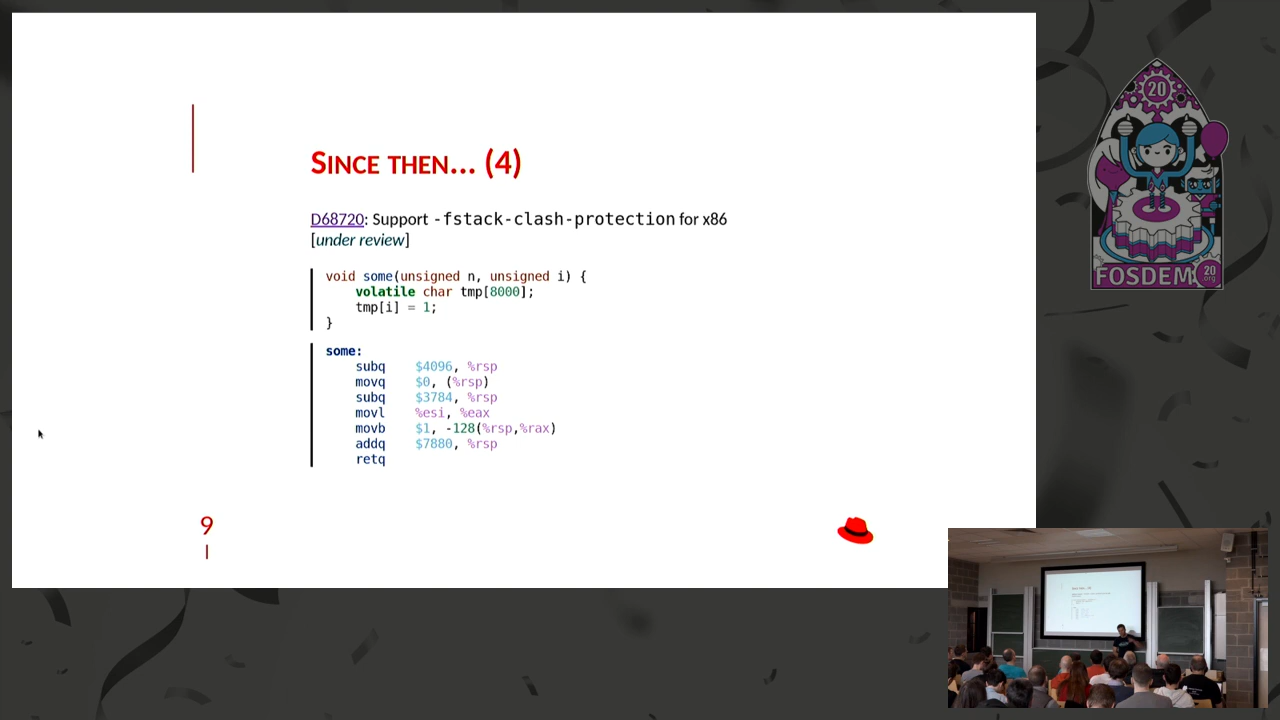 SINCE THEN... (4)
D68720: Support -fstack-clash-protection for x86
[under review]
void some(unsigned n, unsigned i) {
    volatile char tmp[8000];
    tmp[i] = 1;
}
some:
    subq    $4096, %rsp
    movq    $0, (%rsp)
    subq    $3784, %rsp
    movl    %esi, %eax
    movb    $1, -128(%rsp,%rax)
    addq    $7880, %rsp
    retq
9
20
FOSDEM
20
.org